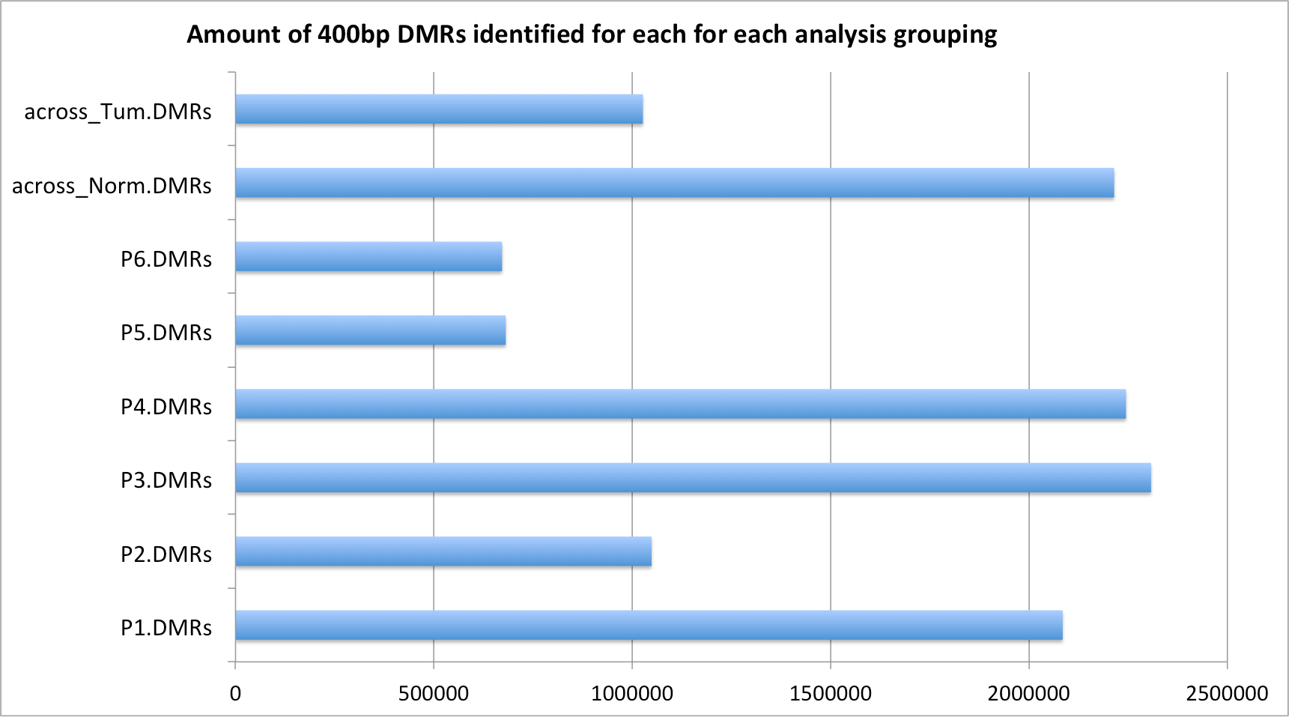 Amount of 400bp DMRs identified for each for each analysis grouping
across_Tum.DMRs
across_Norm.DMRs
P6.DMRs
P5.DMRs
P4.DMRs
P3.DMRs
P2.DMRs
P1.DMRs
0 500000 1000000 1500000 2000000 2500000